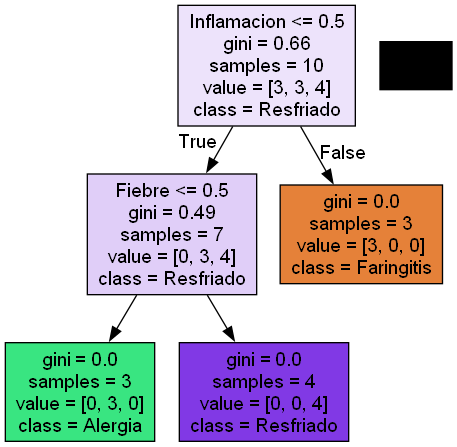 Inflamacion <= 0.5
gini = 0.66
samples = 10
value = [3, 3, 4]
class = Resfriado
True
False
Fiebre <= 0.5
gini = 0.49
samples = 7
value = [0, 3, 4]
class = Resfriado
gini = 0.0
samples = 3
value = [3, 0, 0]
class = Faringitis
gini = 0.0
samples = 3
value = [0, 3, 0]
class = Alergia
gini = 0.0
samples = 4
value = [0, 0, 4]
class = Resfriado